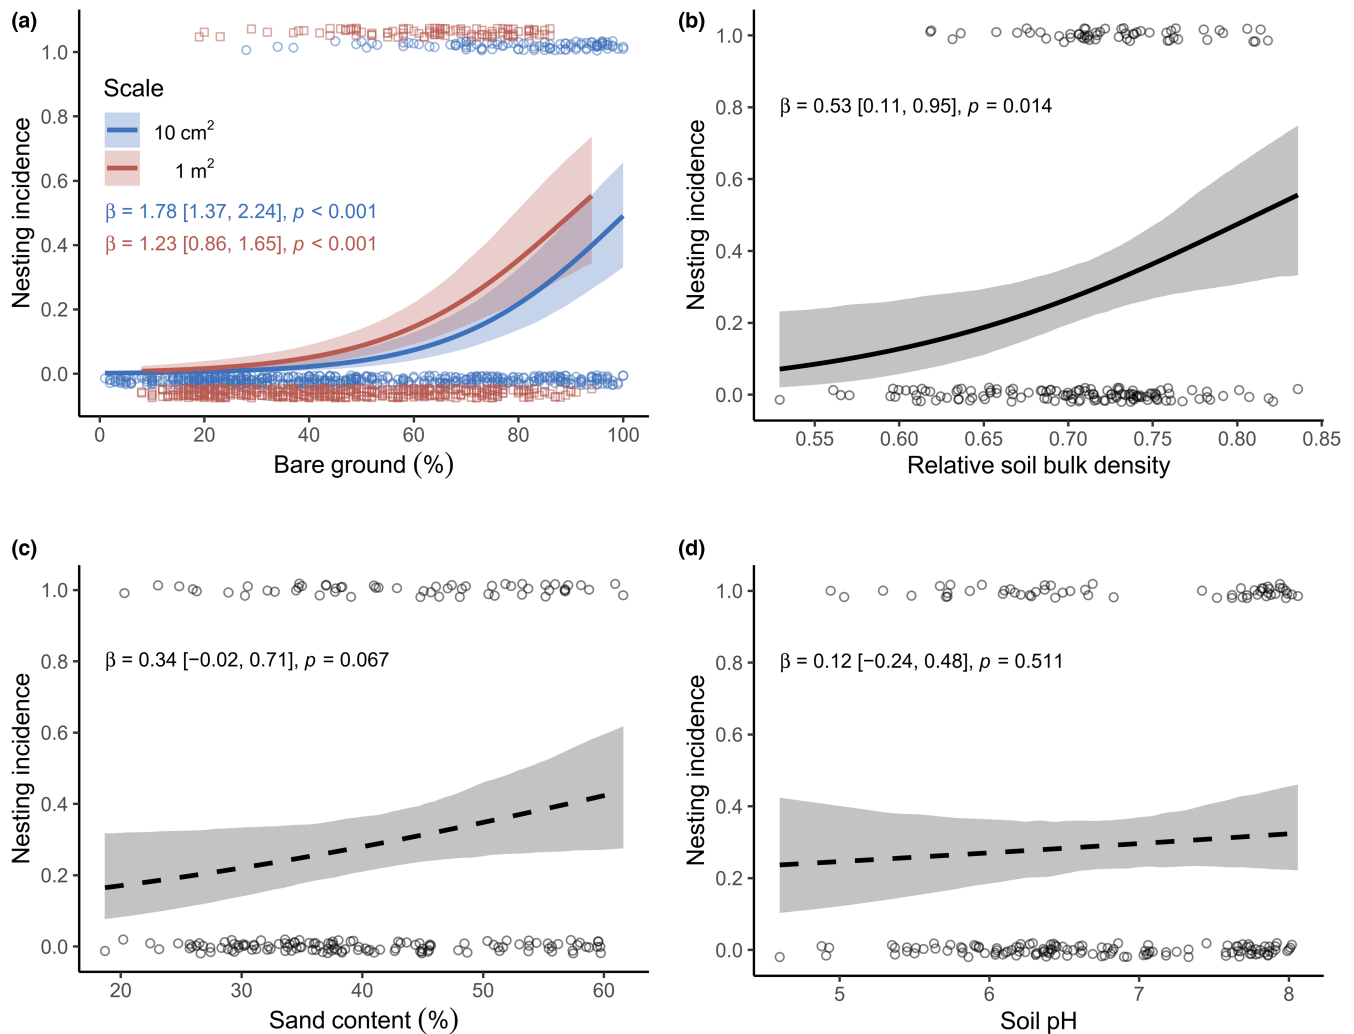 (a)
1.0
0.8
0.6
0.4
0.2
0.0
Nesting incidence
Scale
10 cm²
1 m²
β = 1.78 [1.37, 2.24], p < 0.001
β = 1.23 [0.86, 1.65], p < 0.001
0 20 40 60 80 100
Bare ground (%)
(b)
1.0
0.8
0.6
0.4
0.2
0.0
Nesting incidence
β = 0.53 [0.11, 0.95], p = 0.014
0.55 0.60 0.65 0.70 0.75 0.80 0.85
Relative soil bulk density
(c)
1.0
0.8
0.6
0.4
0.2
0.0
Nesting incidence
β = 0.34 [−0.02, 0.71], p = 0.067
20 30 40 50 60
Sand content (%)
(d)
1.0
0.8
0.6
0.4
0.2
0.0
Nesting incidence
β = 0.12 [−0.24, 0.48], p = 0.511
5 6 7 8
Soil pH